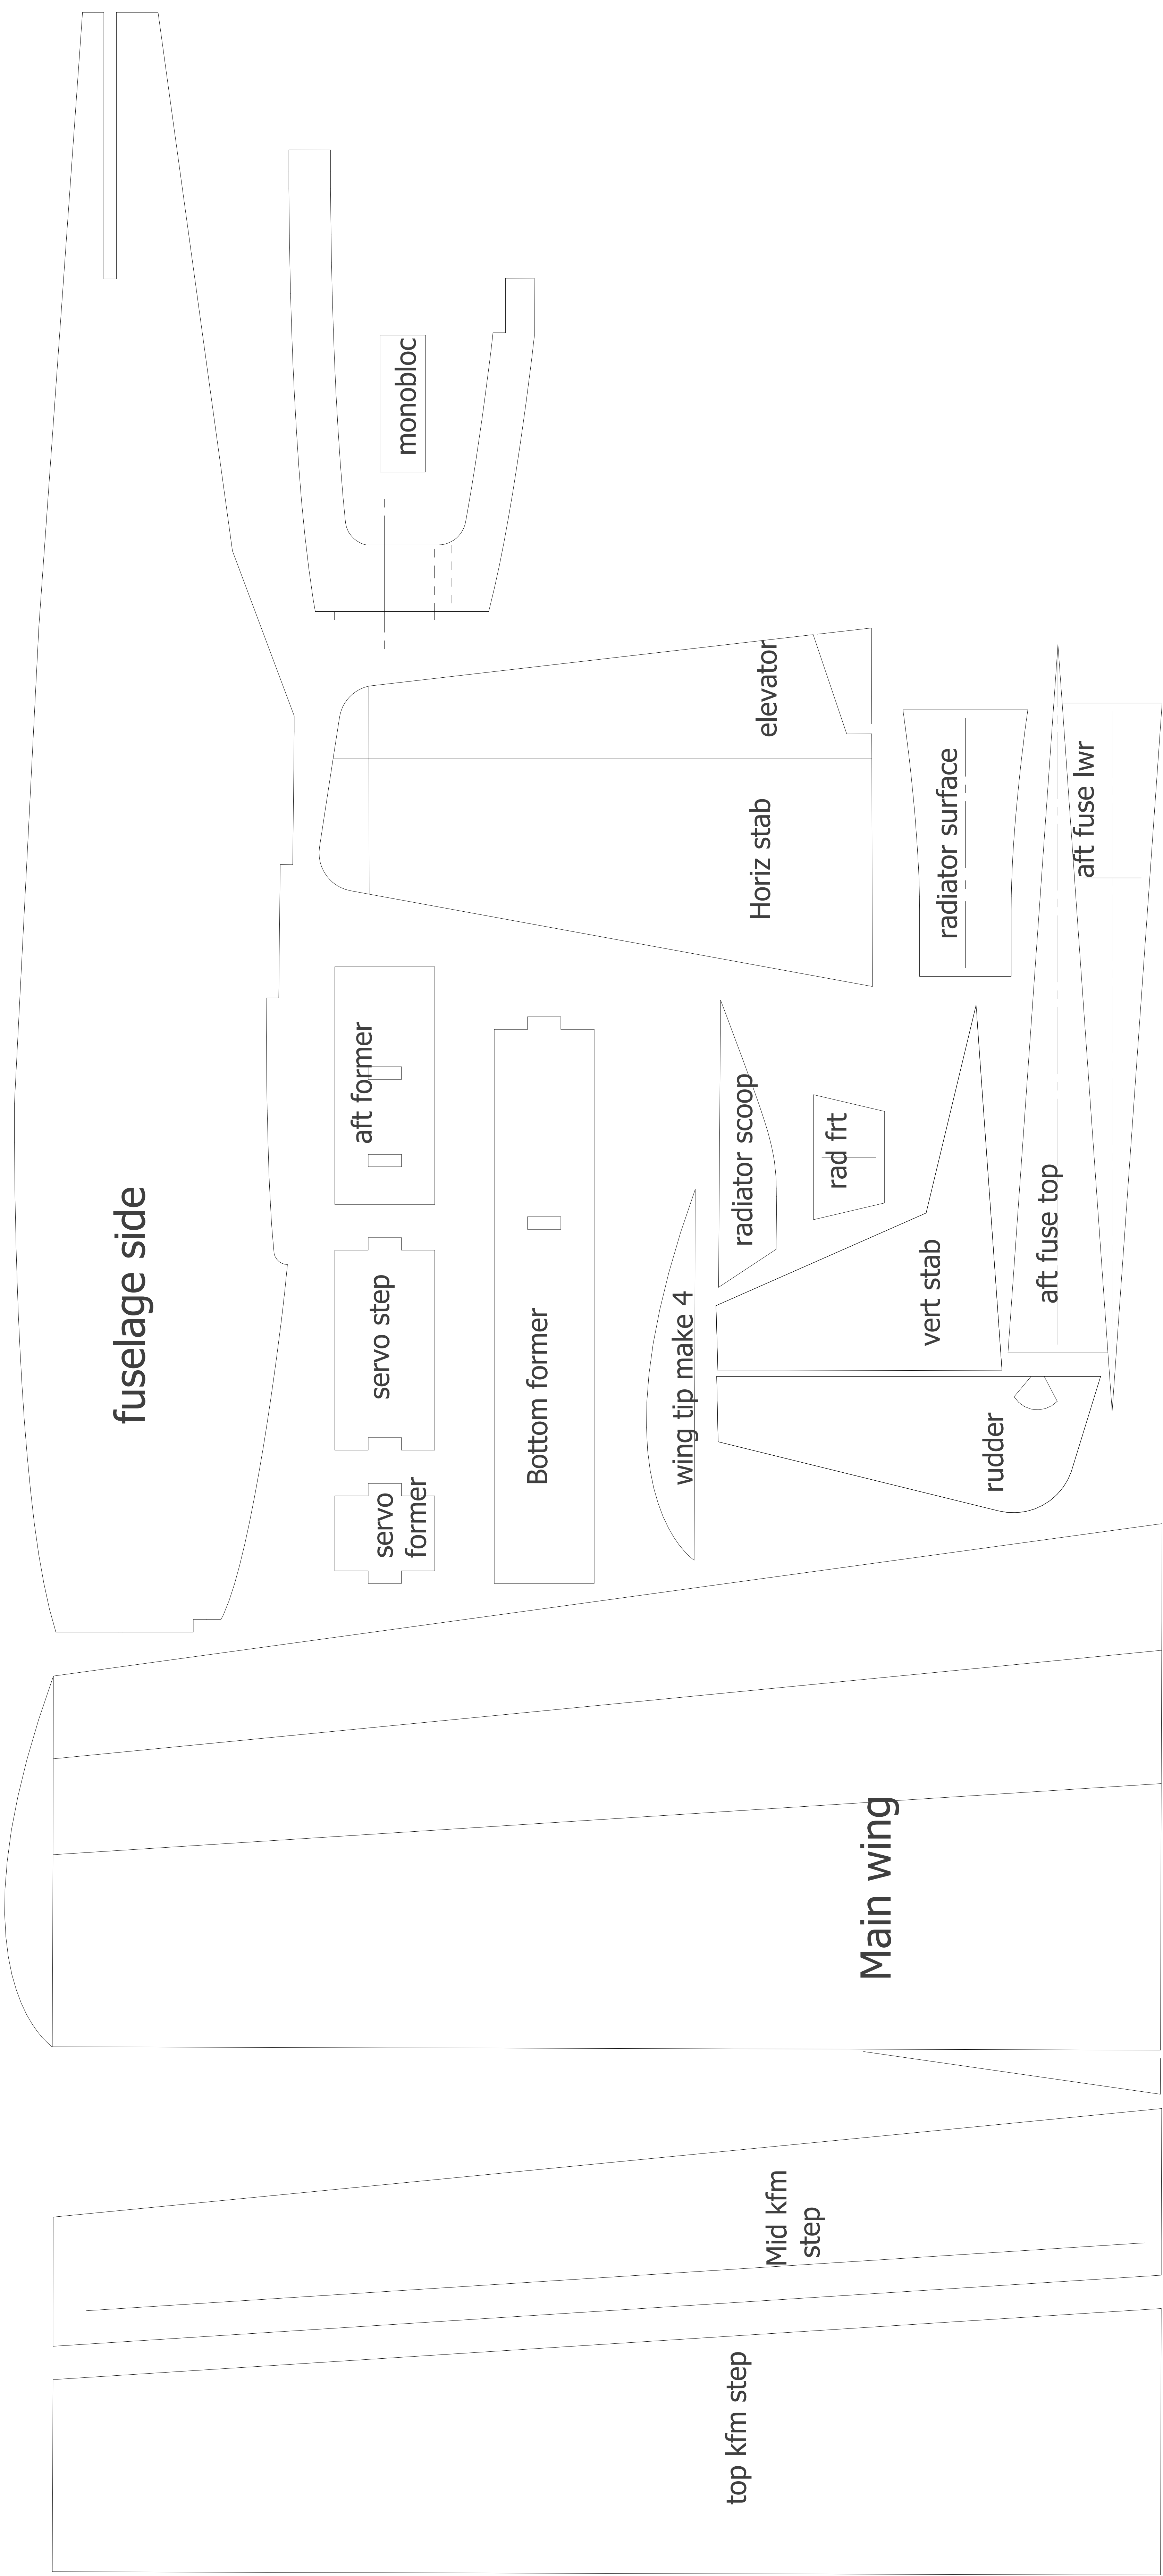 monobloc
elevator
Horiz stab
radiator surface
aft fuse lwr
aft former
radiator scoop
rad frt
aft fuse top
fuselage side
servo step
Bottom former
wing tip make 4
vert stab
servo
former
rudder
Main wing
Mid kfm
step
top kfm step